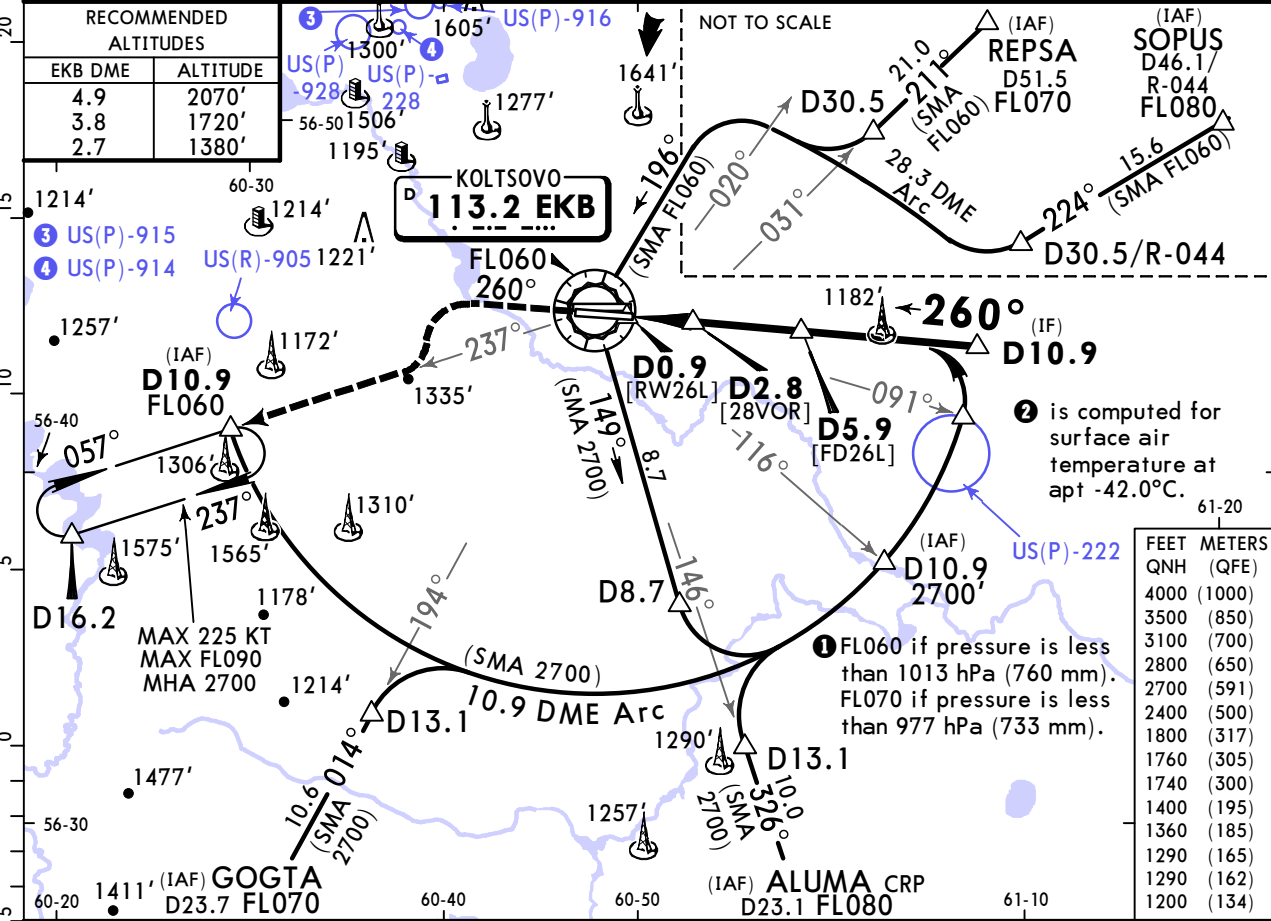 RECOMMENDED
ALTITUDES
EKB DME ALTITUDE
4.9 2070'
3.8 1720'
2.7 1380'
20
15
10
5
0
5
3
US(P)-916
1605'
1300'
4
US(P)
-928
US(P)-
228
56-50 1506'
1277'
1641'
1195'
60-30
1214'
3 US(P)-915
4 US(P)-914
1214'
US(R)-905
1221'
KOLTSOVO
D 113.2 EKB
NOT TO SCALE
(IAF)
REPSA
D51.5
FL070
(IAF)
SOPUS
D46.1/
R-044
FL080
21.0
211°
(SMA
FL060)
D30.5
28.3 DME
Arc
15.6
224°
(SMA FL060)
D30.5/R-044
020°
031°
196°
(SMA FL060)
FL060
260°
1257'
1172'
(IAF)
D10.9
FL060
237°
1335'
1182'
260°
(IF)
D10.9
D0.9
[RW26L]
D2.8
[28VOR]
D5.9
[FD26L]
091°
116°
2 is computed for
surface air
temperature at
apt -42.0°C.
61-20
56-40
057°
1306'
237°
149°
(SMA 2700)
8.7
1310'
1575'
1565'
D16.2
1178'
MAX 225 KT
MAX FL090
MHA 2700
1214'
194°
146°
D8.7
(IAF)
D10.9
2700'
US(P)-222
(SMA 2700)
10.9 DME Arc
D13.1
1 FL060 if pressure is less
than 1013 hPa (760 mm).
FL070 if pressure is less
than 977 hPa (733 mm).
1290'
D13.1
10.0
326°
(SMA
2700)
1477'
10.6
014°
(SMA
2700)
1257'
56-30
1411'
(IAF) GOGTA
D23.7 FL070
(IAF) ALUMA CRP
D23.1 FL080
60-20
60-40
60-50
61-10
FEET METERS
QNH (QFE)
4000 (1000)
3500 (850)
3100 (700)
2800 (650)
2700 (591)
2400 (500)
1800 (317)
1760 (305)
1740 (300)
1400 (195)
1360 (185)
1290 (165)
1290 (162)
1200 (134)